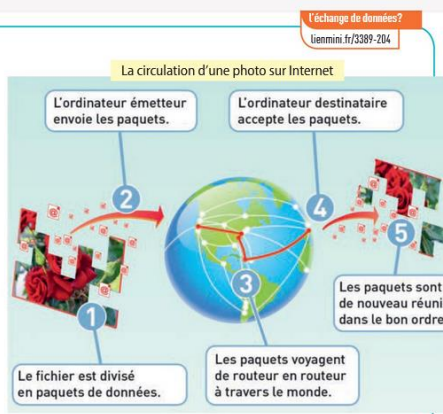 l'échange de données?
lienmini.fr/3389-204
La circulation d'une photo sur Internet
L'ordinateur émetteur
envoie les paquets.
L'ordinateur destinataire
accepte les paquets.
2
4
5
3
1
Les paquets sont
de nouveau réuni
dans le bon ordre
Les paquets voyagent
de routeur en routeur
à travers le monde.
Le fichier est divisé
en paquets de données.